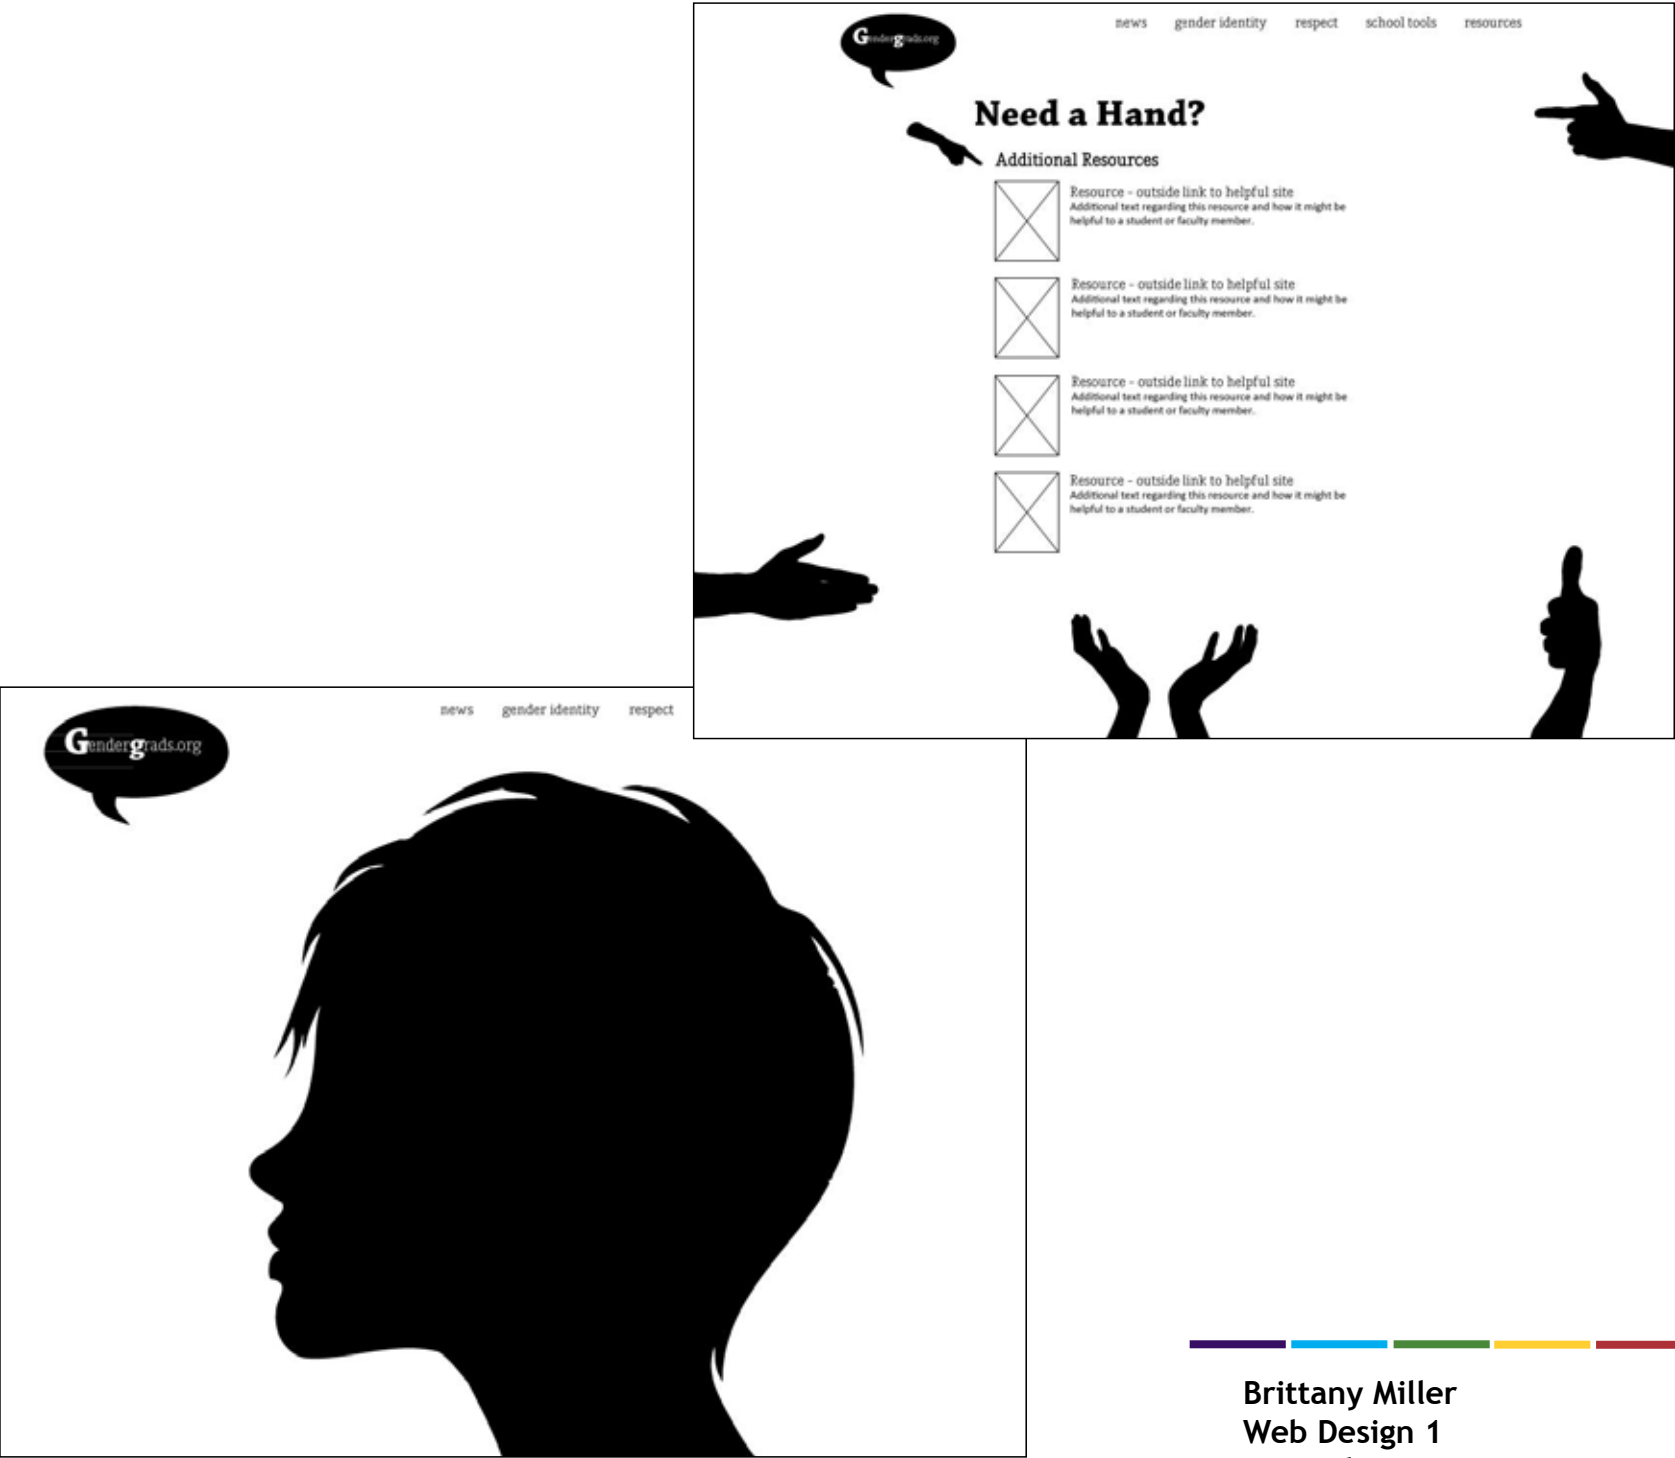 Gendergrads.org
news gender identity respect school tools resources
Need a Hand?
Additional Resources
Resource - outside link to helpful site
Additional text regarding this resource and how it might be
helpful to a student or faculty member.
Resource - outside link to helpful site
Additional text regarding this resource and how it might be
helpful to a student or faculty member.
Resource - outside link to helpful site
Additional text regarding this resource and how it might be
helpful to a student or faculty member.
Resource - outside link to helpful site
Additional text regarding this resource and how it might be
helpful to a student or faculty member.
Gendergrads.org
news gender identity respect
Brittany Miller
Web Design 1